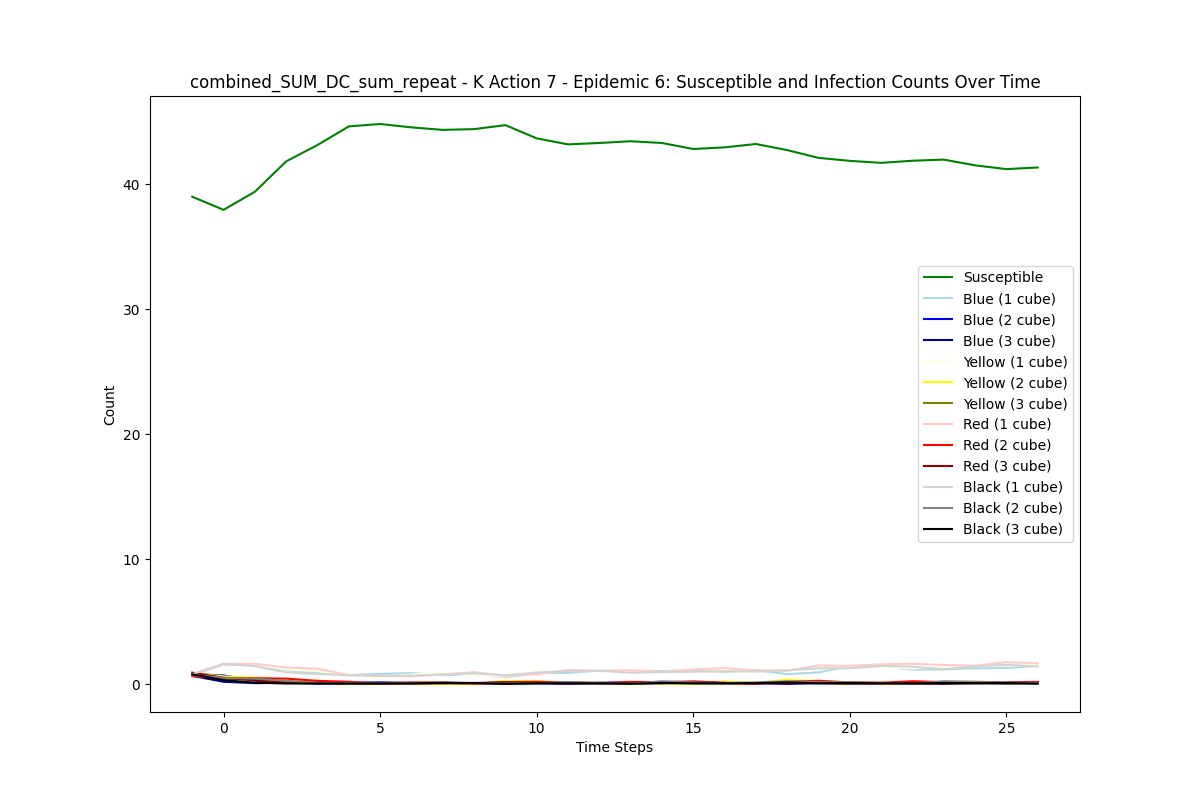 combined_SUM_DC_sum_repeat - K Action 7 - Epidemic 6: Susceptible and Infection Counts Over Time
Count
40
30
20
10
0
Susceptible
Blue (1 cube)
Blue (2 cube)
Blue (3 cube)
Yellow (1 cube)
Yellow (2 cube)
Yellow (3 cube)
Red (1 cube)
Red (2 cube)
Red (3 cube)
Black (1 cube)
Black (2 cube)
Black (3 cube)
0 5 10 15 20 25
Time Steps